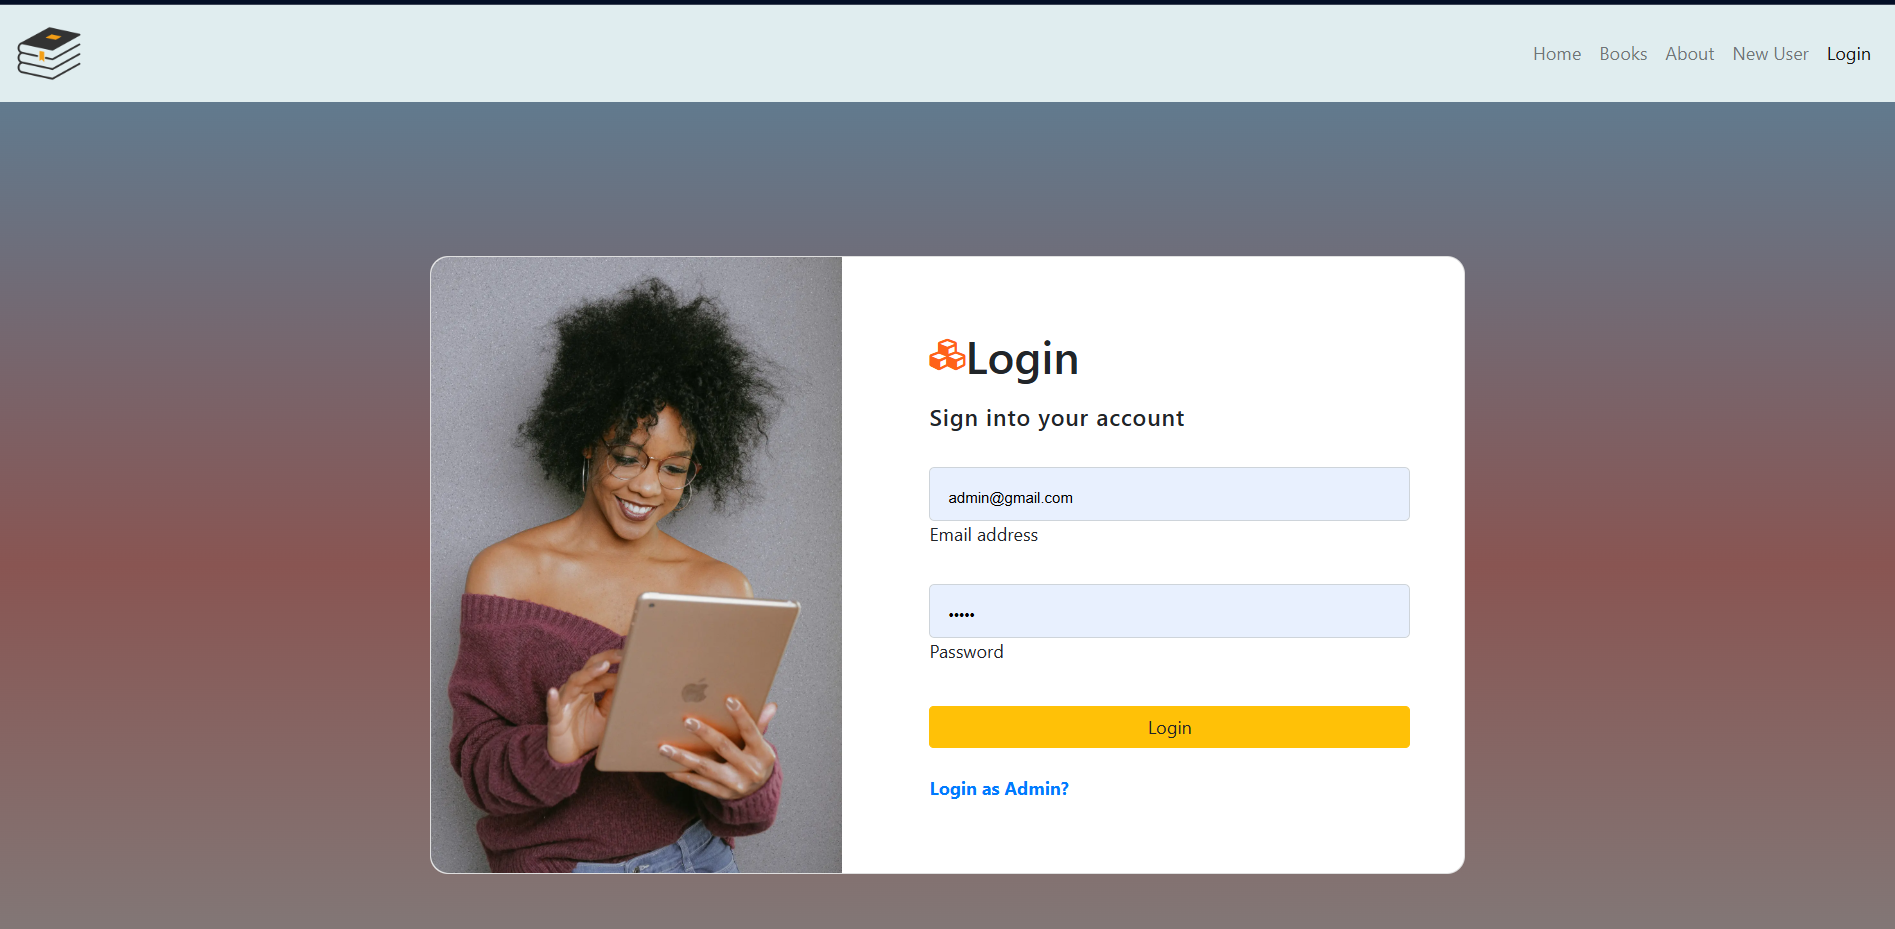 Home Books About New User Login
Login
Sign into your account
admin@gmail.com
Email address
•••••
Password
Login
Login as Admin?